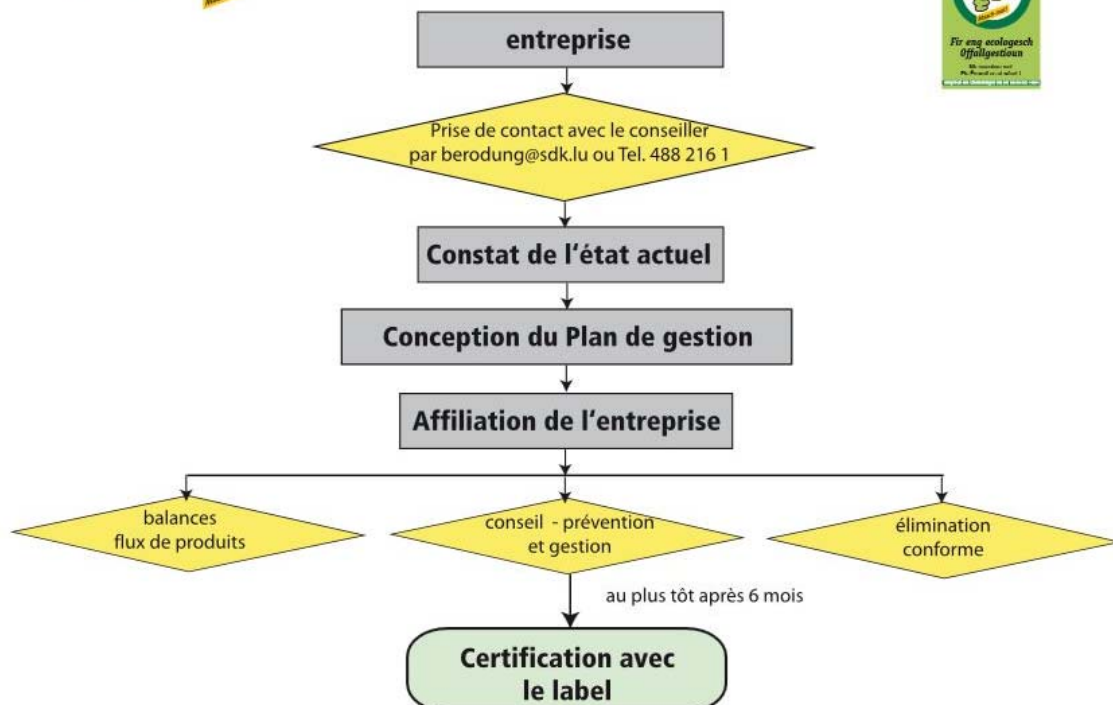 entreprise
Fir eng ecologesch
Offallgestioun
Prise de contact avec le conseiller
par berodung@sdk.lu ou Tel. 488 216 1
Constat de l'état actuel
Conception du Plan de gestion
Affiliation de l'entreprise
balances
flux de produits
conseil - prévention
et gestion
élimination
conforme
au plus tôt après 6 mois
Certification avec
le label